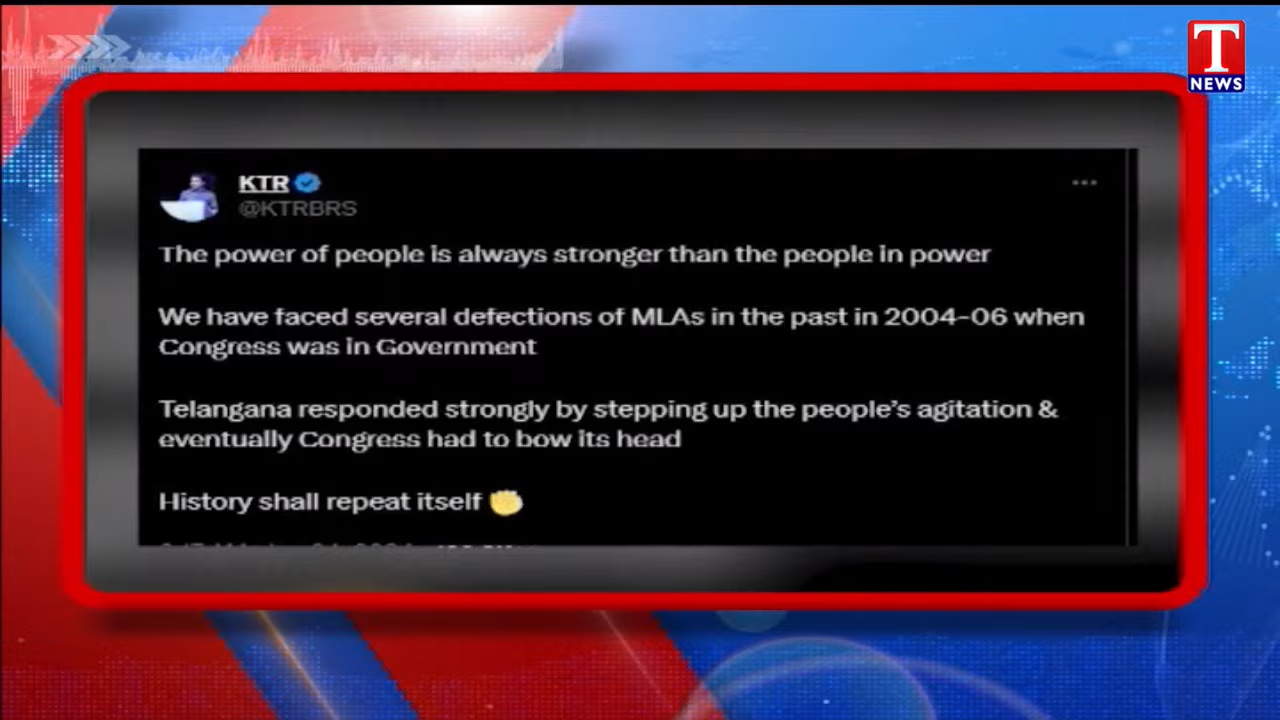 T
NEWS
KTR
@KTRBRS
The power of people is always stronger than the people in power
We have faced several defections of MLAs in the past in 2004-06 when
Congress was in Government
Telangana responded strongly by stepping up the people's agitation &
eventually Congress had to bow its head
History shall repeat itself ✊